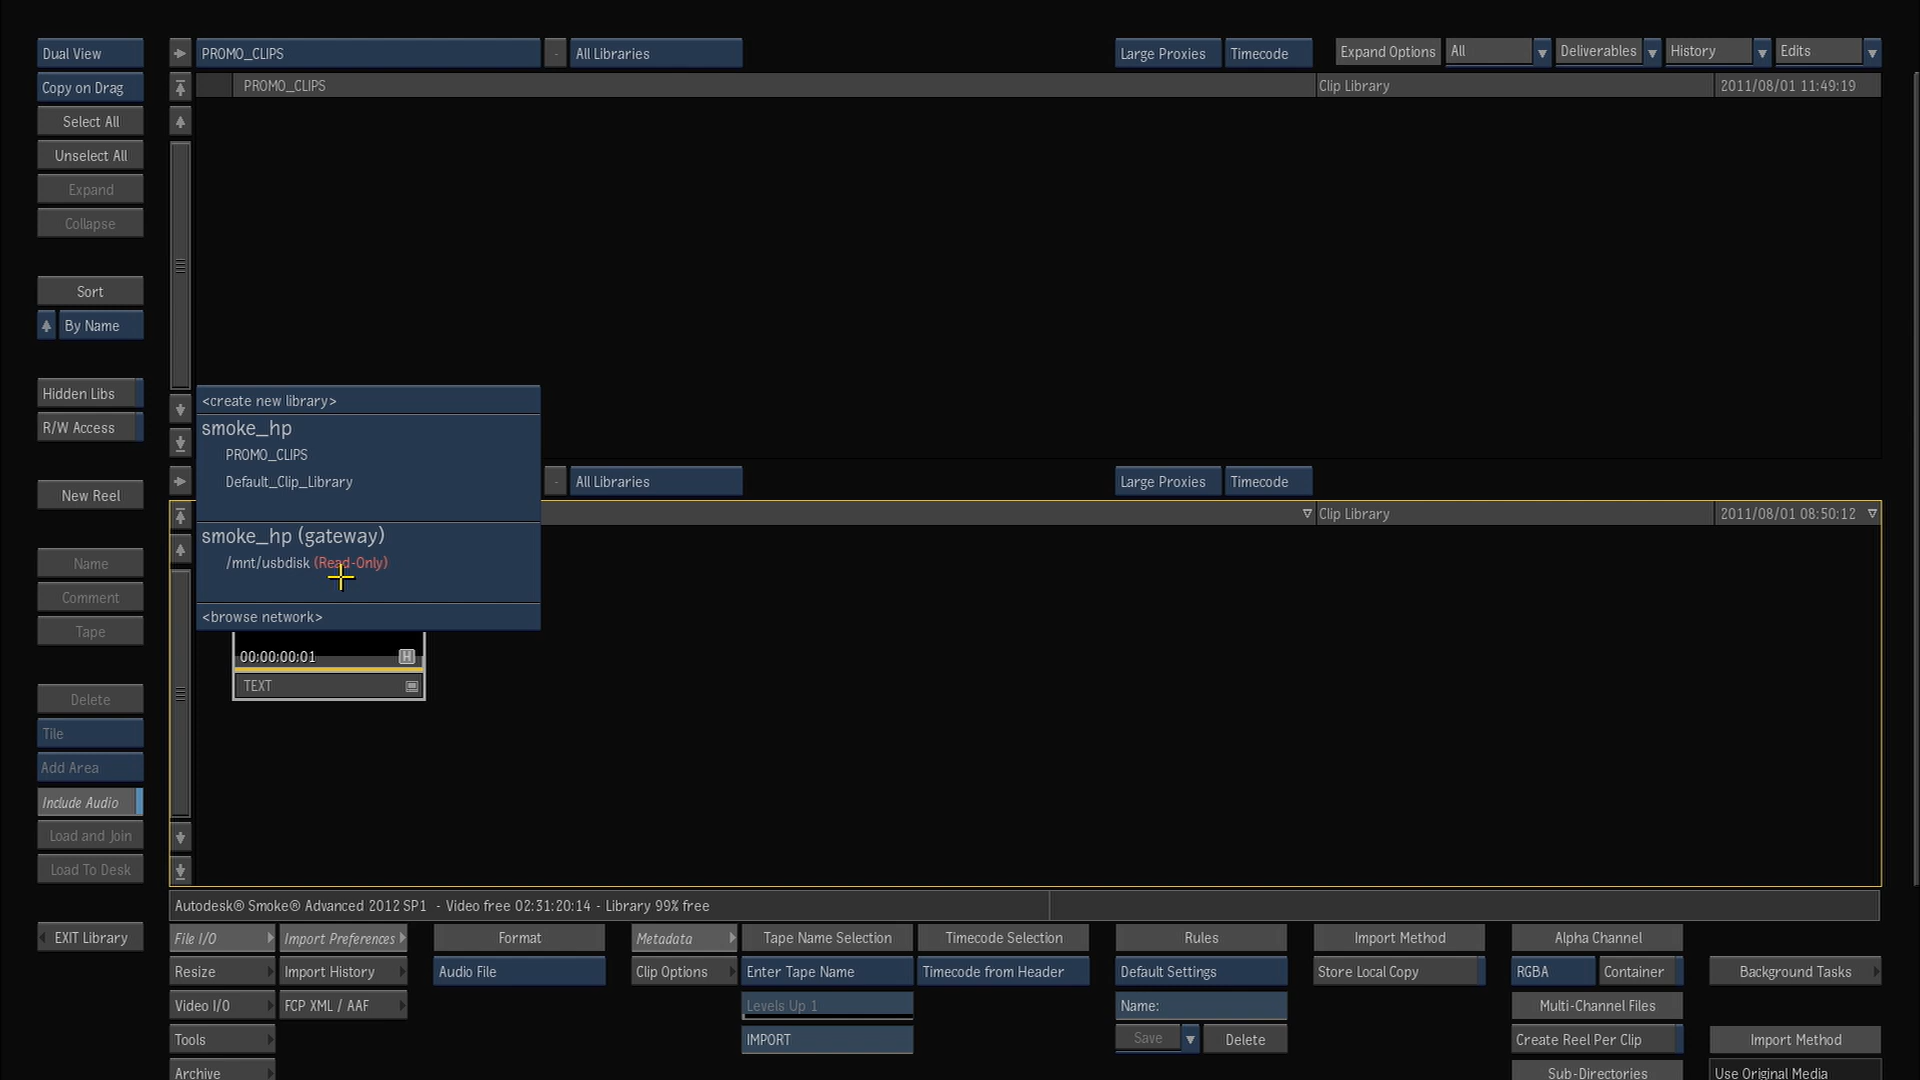 Dual View
PROMO_CLIPS
-
All Libraries
Large Proxies
Timecode
Expand Options
All
Deliverables
History
Edits
Copy on Drag
PROMO_CLIPS
Clip Library
2011/08/01 11:49:19
Select All
Unselect All
Expand
Collapse
Sort
By Name
Hidden Libs
R/W Access
<create new library>
smoke_hp
PROMO_CLIPS
Default_Clip_Library
-
All Libraries
Large Proxies
Timecode
New Reel
Clip Library
2011/08/01 08:50:12
smoke_hp (gateway)
/mnt/usbdisk (Read-Only)
<browse network>
Name
Comment
Tape
00:00:00:01
H
TEXT
Delete
Tile
Add Area
Include Audio
Load and Join
Load To Desk
Autodesk® Smoke® Advanced 2012 SP1 - Video free 02:31:20:14 - Library 99% free
EXIT Library
File I/O
Import Preferences
Format
Metadata
Tape Name Selection
Timecode Selection
Rules
Import Method
Alpha Channel
Resize
Import History
Audio File
Clip Options
Enter Tape Name
Timecode from Header
Default Settings
Store Local Copy
RGBA
Container
Background Tasks
Video I/O
FCP XML / AAF
Levels Up 1
Name:
Multi-Channel Files
Tools
IMPORT
Save
Delete
Create Reel Per Clip
Import Method
Archive
Sub-Directories
Use Original Media